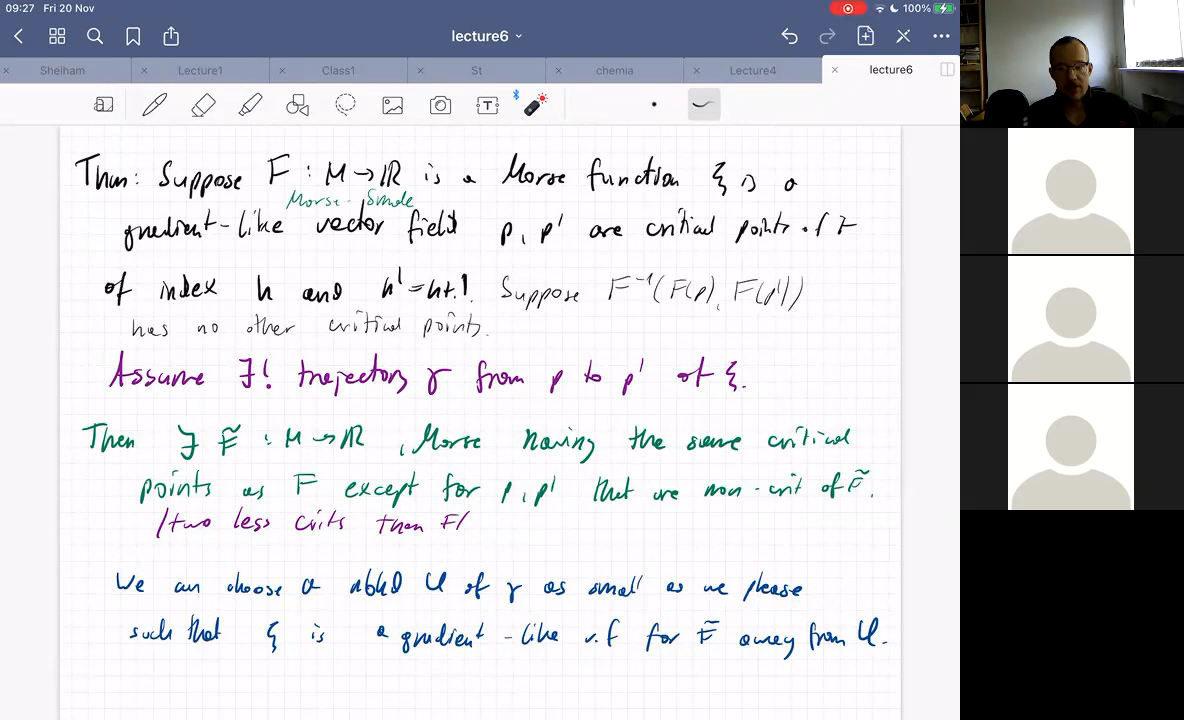 09:27 Fri 20 Nov
100%
lecture6
Sheiham
Lecture1
Class1
St
chemia
Lecture4
lecture6
Thm: Suppose F : M → ℝ is a Morse function ξ is a
Morse-Smale
gradient-like vector field p, p' are critical points of F
of index k and k' = k+1. Suppose F⁻¹(F(p), F(p'))
has no other critical points.
Assume ∃! trajectory γ from p to p' of ξ.
Then ∃ F̃ : M → ℝ, Morse having the same critical
points as F except for p, p' that are non-crit of F̃.
/two less crits than F/
We can choose a nbhd U of γ as small as we please
such that ξ is a gradient-like v.f for F̃ away from U.